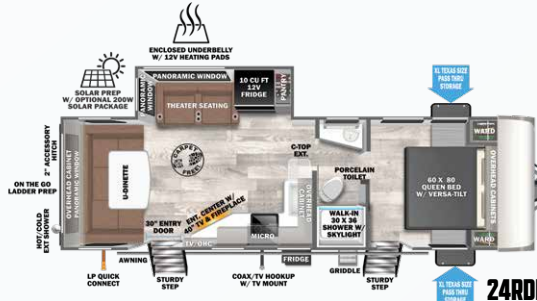 ENCLOSED UNDERBELLY
W/ 12V HEATING PADS
SOLAR PREP
W/ OPTIONAL 200W
SOLAR PACKAGE
PANORAMIC WINDOW
PANORAMIC
WINDOW
THEATER SEATING
10 CU FT
12V
FRIDGE
PANTRY
XL TEXAS SIZE
PASS THRU
STORAGE
2" ACCESSORY
HITCH
ON THE GO
LADDER PREP
HOT/COLD
EXT SHOWER
OVERHEAD CABINET
PANORAMIC WINDOW
U-DINETTE
CARPET
FREE!
C-TOP
EXT.
PORCELAIN
TOILET
WARD
60 X 80
QUEEN BED
W/ VERSA-TILT
OVERHEAD CABINETS
WARD
ENT. CENTER W/
40" TV & FIREPLACE
OVERHEAD
CABINET
WALK-IN
30 X 36
SHOWER W/
SKYLIGHT
30" ENTRY
DOOR
TV/OHC
MICRO
FRIDGE
GRIDDLE
AWNING
LP QUICK
CONNECT
STURDY
STEP
COAX/TV HOOKUP
W/ TV MOUNT
STURDY
STEP
XL TEXAS SIZE
PASS THRU
STORAGE